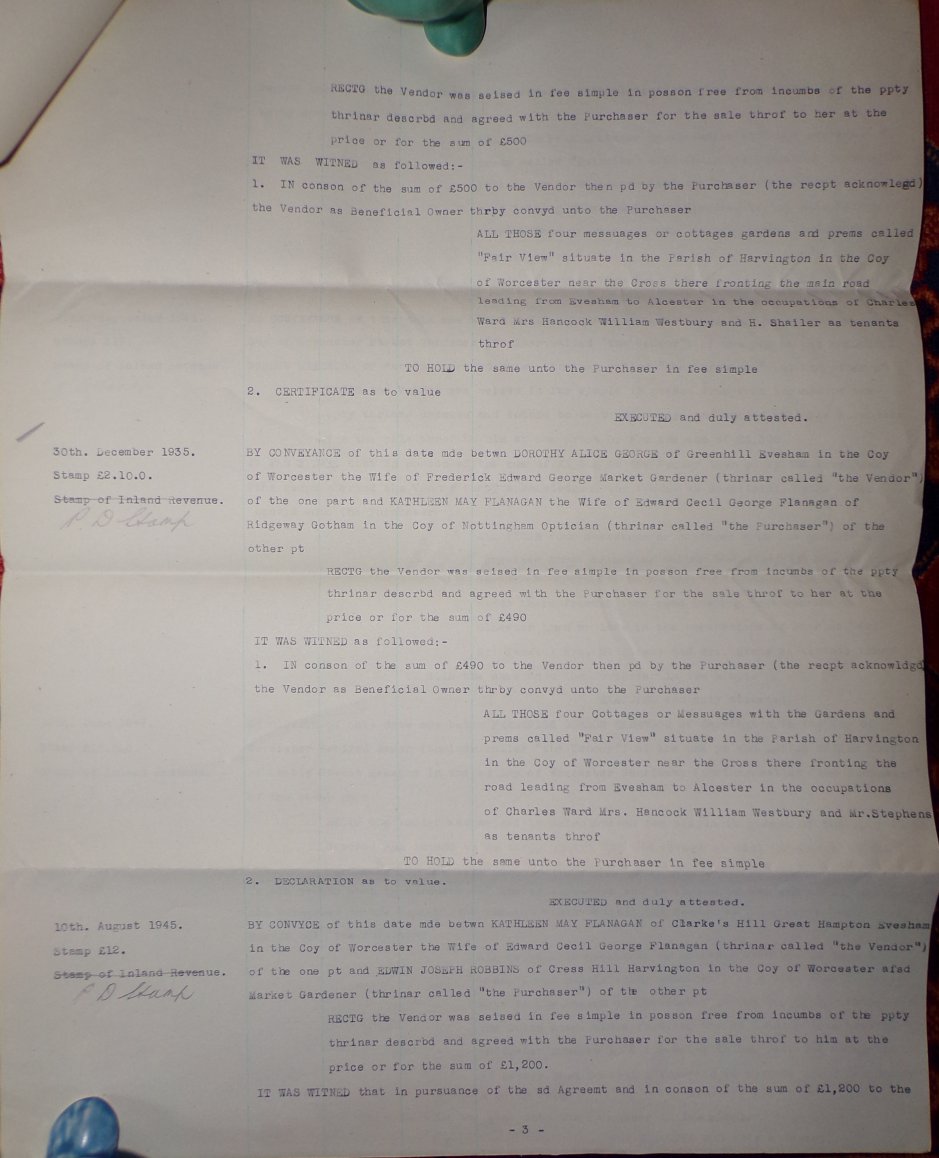 RECTG the Vendor was seised in fee simple in posson free from incumbs of the ppty
thrinar descrbd and agreed with the Purchaser for the sale throf to her at the
price or for the sum of £500
IT WAS WITNED as followed:-
1. IN conson of the sum of £500 to the Vendor then pd by the Purchaser (the recpt acknowlegd)
the Vendor as Beneficial Owner thrby convyd unto the Purchaser
ALL THOSE four messuages or cottages gardens and prems called
"Fair View" situate in the Parish of Harvington in the Coy
of Worcester near the Cross there fronting the main road
leading from Evesham to Alcester in the occupations of Charles
Ward Mrs Hancock William Westbury and H. Shailer as tenants
throf
TO HOLD the same unto the Purchaser in fee simple
2. CERTIFICATE as to value
EXECUTED and duly attested.
30th. December 1935. BY CONVEYANCE of this date mde betwn DOROTHY ALICE GEORGE of Greenhill Evesham in the Coy
Stamp £2.10.0. of Worcester the Wife of Frederick Edward George Market Gardener (thrinar called "the Vendor")
Stamp of Inland Revenue. of the one part and KATHLEEN MAY FLANAGAN the Wife of Edward Cecil George Flanagan of
P. D Stamp Ridgeway Gotham in the Coy of Nottingham Optician (thrinar called "the Purchaser") of the
other pt
RECTG the Vendor was seised in fee simple in posson free from incumbs of the ppty
thrinar descrbd and agreed with the Purchaser for the sale throf to her at the
price or for the sum of £490
IT WAS WITNED as followed:-
1. IN conson of the sum of £490 to the Vendor then pd by the Purchaser (the recpt acknowldgd
the Vendor as Beneficial Owner thrby convyd unto the Purchaser
ALL THOSE four Cottages or Messuages with the Gardens and
prems called "Fair View" situate in the Parish of Harvington
in the Coy of Worcester near the Cross there fronting the
road leading from Evesham to Alcester in the occupations
of Charles Ward Mrs. Hancock William Westbury and Mr.Stephens
as tenants throf
TO HOLD the same unto the Purchaser in fee simple
2. DECLARATION as to value.
EXECUTED and duly attested.
10th. August 1945. BY CONVYCE of this date mde betwn KATHLEEN MAY FLANAGAN of Clarke's Hill Great Hampton Evesham
Stamp £12. in the Coy of Worcester the Wife of Edward Cecil George Flanagan (thrinar called "the Vendor")
Stamp of Inland Revenue. of the one pt and EDWIN JOSEPH ROBBINS of Cress Hill Harvington in the Coy of Worcester afsd
P D Stamp Market Gardener (thrinar called "the Purchaser") of the other pt
RECTG the Vendor was seised in fee simple in posson free from incumbs of the ppty
thrinar descrbd and agreed with the Purchaser for the sale throf to him at the
price or for the sum of £1,200.
IT WAS WITNED that in pursuance of the sd Agreemt and in conson of the sum of £1,200 to the
- 3 -